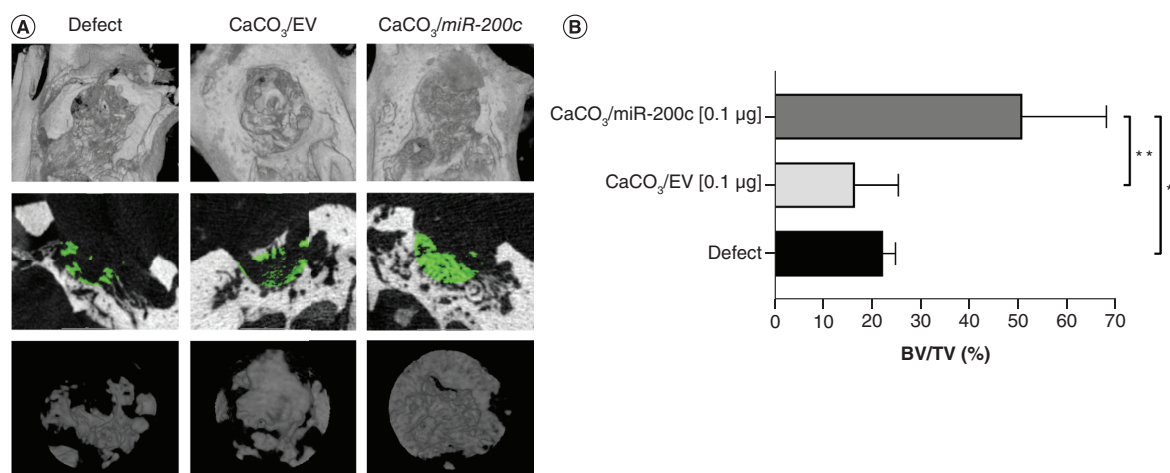 A
Defect
CaCO₃/EV
CaCO₃/miR-200c
B
CaCO₃/miR-200c [0.1 µg]
CaCO₃/EV [0.1 µg]
Defect
**
*
0 10 20 30 40 50 60 70
BV/TV (%)